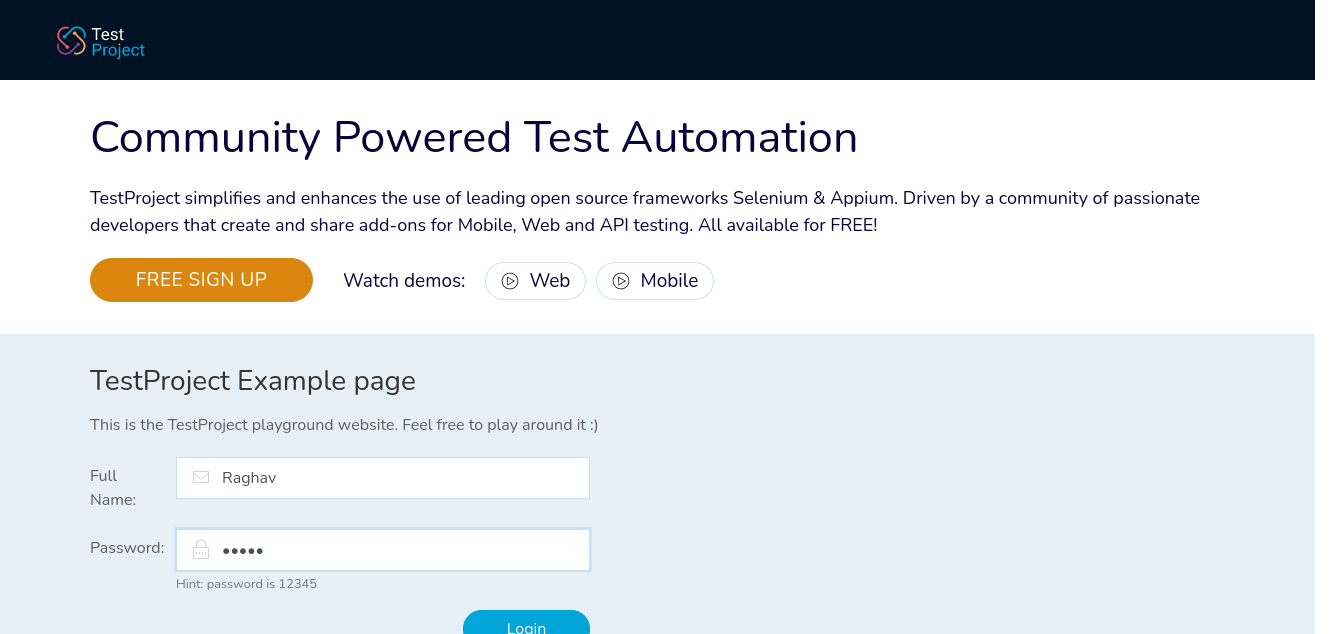 Test
Project
Community Powered Test Automation
TestProject simplifies and enhances the use of leading open source frameworks Selenium & Appium. Driven by a community of passionate
developers that create and share add-ons for Mobile, Web and API testing. All available for FREE!
FREE SIGN UP
Watch demos:
Web
Mobile
TestProject Example page
This is the TestProject playground website. Feel free to play around it :)
Full
Name:
Raghav
Password:
•••••
Hint: password is 12345
Login